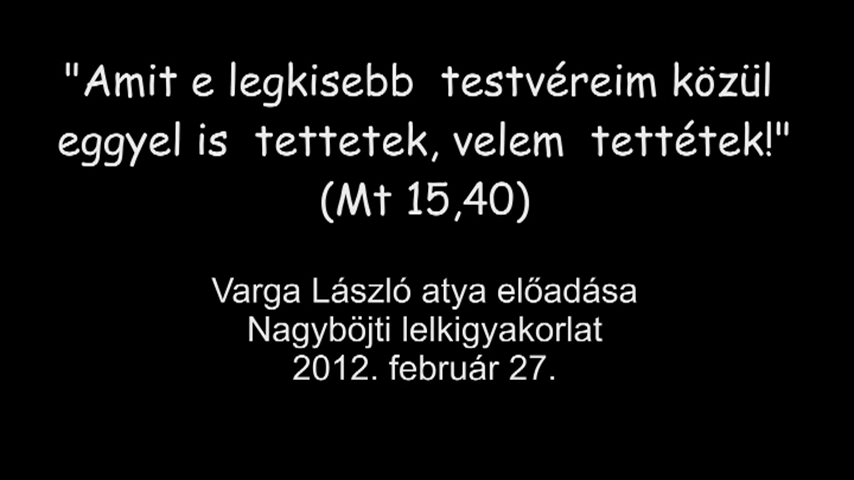 "Amit e legkisebb testvéreim közül
eggyel is tettetek, velem tettétek!"
(Mt 15,40)
Varga László atya előadása
Nagyböjti lelkigyakorlat
2012. február 27.